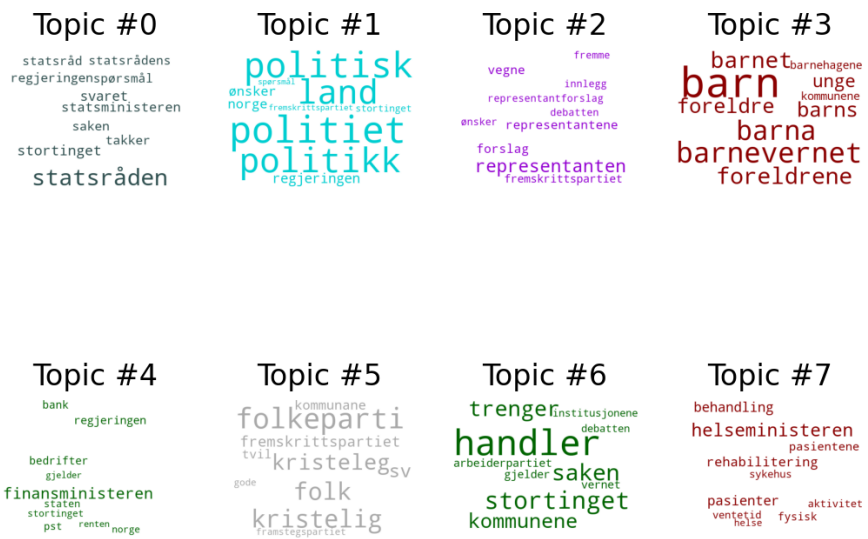 Topic #0
statsråd statsrådens
regjeringenspørsmål
svaret
statsministeren
saken
takker
stortinget
statsråden
Topic #1
politisk
spørsmål
ønsker land
norge fremskrittspartiet stortinget
politiet
politikk
regjeringen
Topic #2
fremme
vegne
innlegg
representantforslag
debatten
ønsker representantene
forslag
representanten
fremskrittspartiet
Topic #3
barnet barnehagene
barn unge
kommunene
foreldre barns
barna
barnevernet
foreldrene
Topic #4
bank
regjeringen
bedrifter
gjelder
finansministeren
staten
stortinget
pst renten norge
Topic #5
kommunane
folkeparti
fremskrittspartiet
tvil
kristeleg sv
gode
folk
kristelig
framstegspartiet
Topic #6
trenger institusjonene
debatten
handler
arbeiderpartiet
gjelder saken
vernet
stortinget
kommunene
Topic #7
behandling
helseministeren
pasientene
rehabilitering
sykehus
pasienter aktivitet
ventetid fysisk
helse